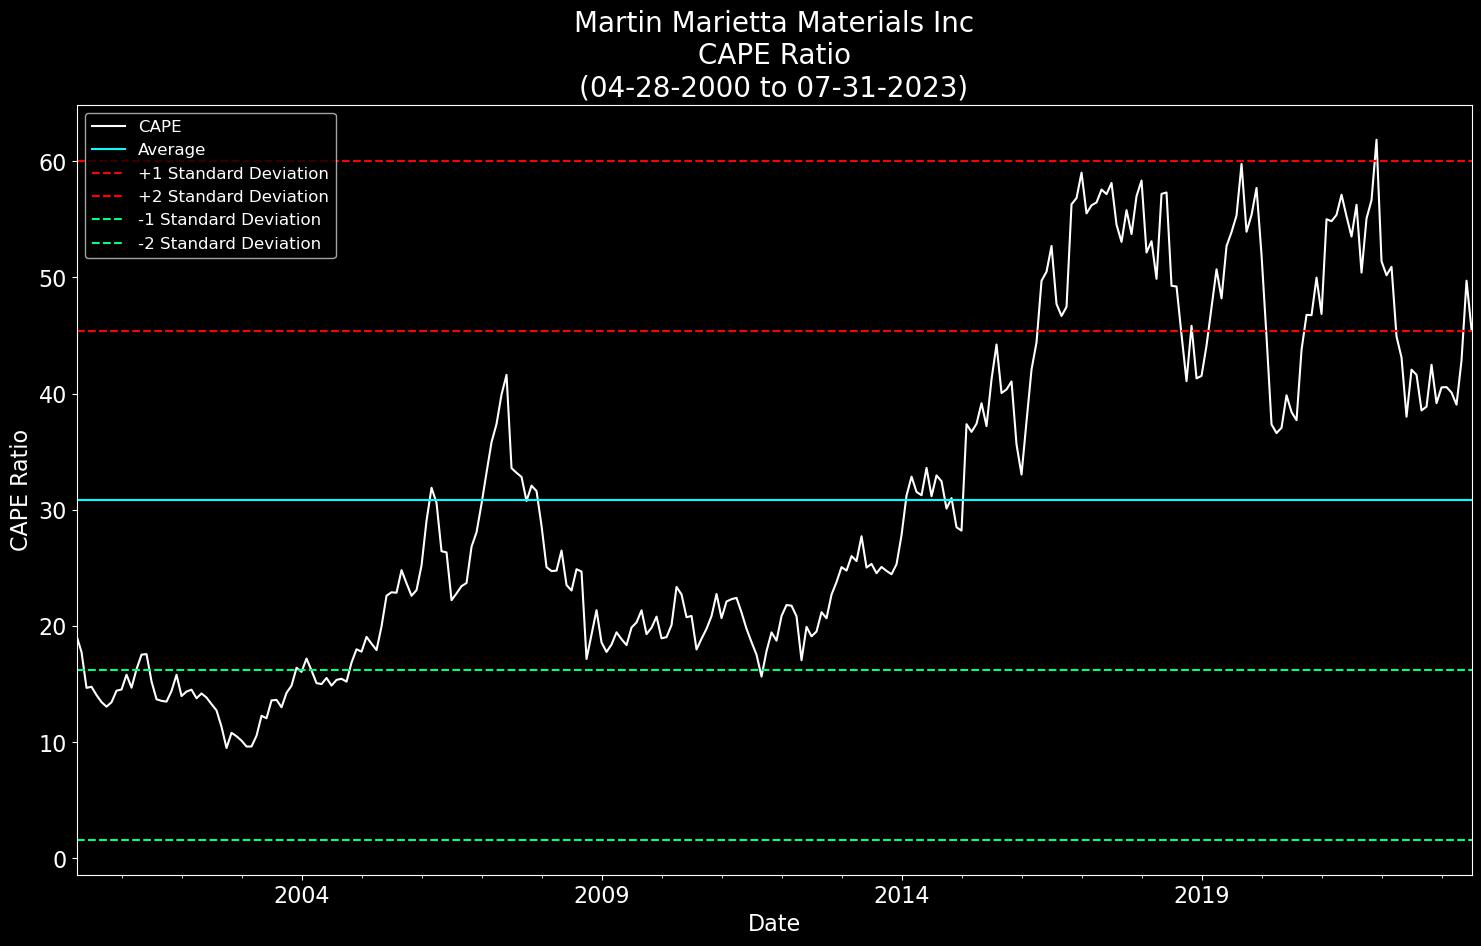 Martin Marietta Materials Inc
CAPE Ratio
(04-28-2000 to 07-31-2023)
CAPE
Average
+1 Standard Deviation
+2 Standard Deviation
-1 Standard Deviation
-2 Standard Deviation
60
50
40
30
20
10
0
CAPE Ratio
2004
2009
2014
2019
Date